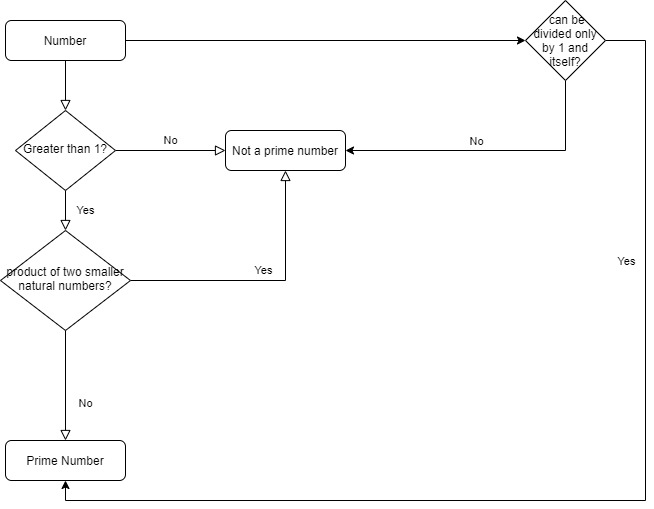 Number
can be
divided only
by 1 and
itself?
Greater than 1?
No
Not a prime number
No
Yes
product of two smaller
natural numbers?
Yes
Yes
No
Prime Number